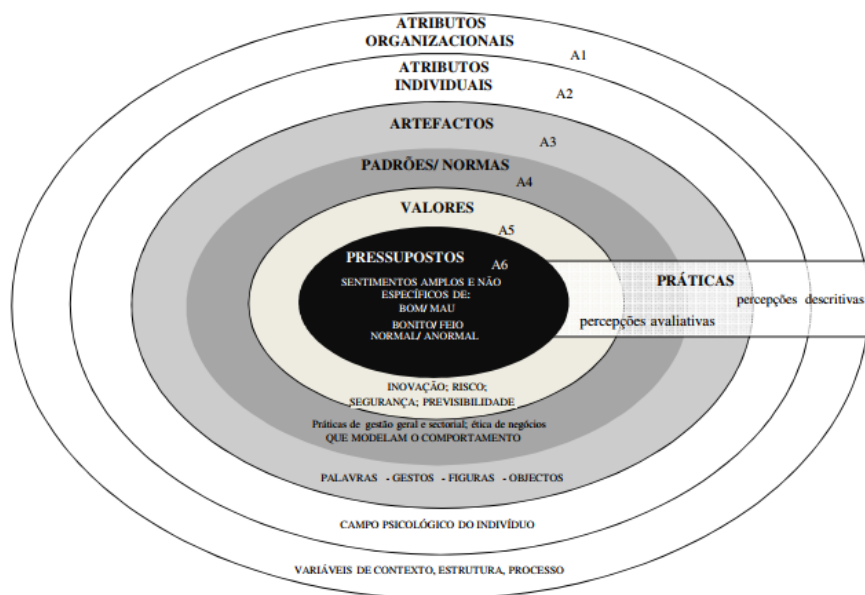 ATRIBUTOS
ORGANIZACIONAIS
A1
ATRIBUTOS
INDIVIDUAIS
A2
ARTEFACTOS
A3
PADRÕES/ NORMAS
A4
VALORES
A5
PRESSUPOSTOS
A6
SENTIMENTOS AMPLOS E NÃO
ESPECÍFICOS DE:
BOM/ MAU
BONITO/ FEIO
NORMAL/ ANORMAL
PRÁTICAS
percepções descritivas
percepções avaliativas
INOVAÇÃO; RISCO;
SEGURANÇA; PREVISIBILIDADE
Práticas de gestão geral e sectorial; ética de negócios
QUE MODELAM O COMPORTAMENTO
PALAVRAS - GESTOS - FIGURAS - OBJECTOS
CAMPO PSICOLÓGICO DO INDIVÍDUO
VARIÁVEIS DE CONTEXTO, ESTRUTURA, PROCESSO